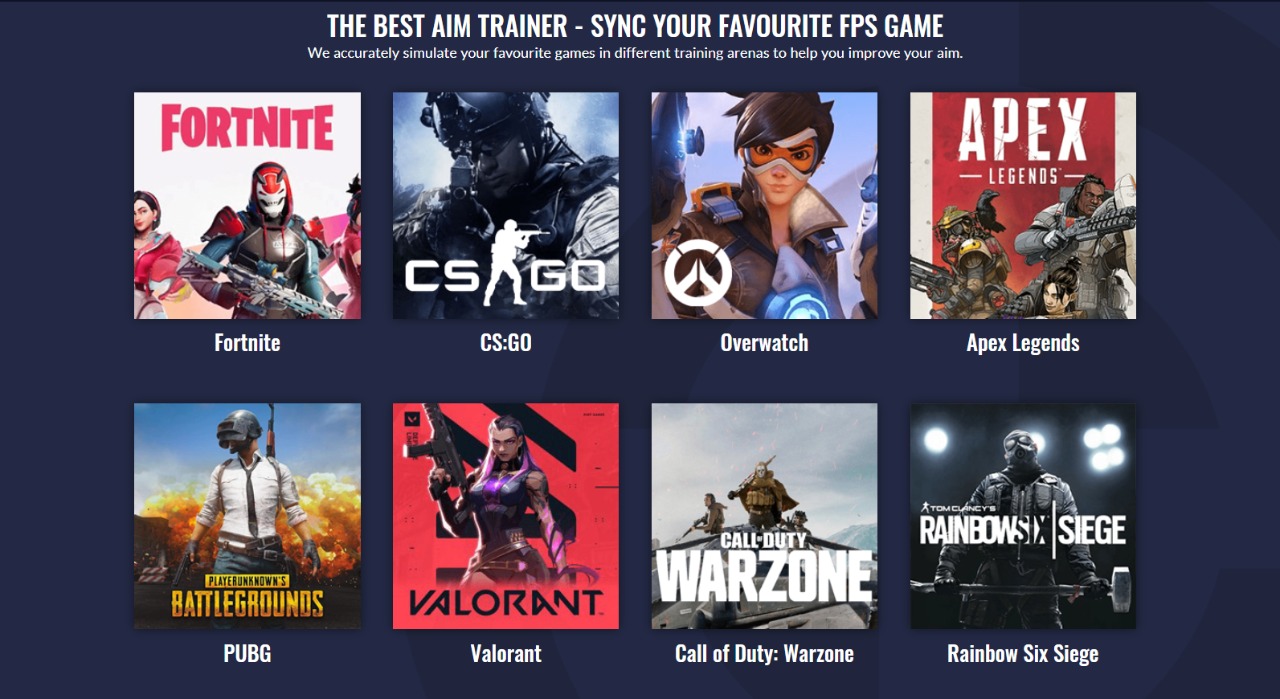 THE BEST AIM TRAINER - SYNC YOUR FAVOURITE FPS GAME
We accurately simulate your favourite games in different training arenas to help you improve your aim.
FORTNITE
CS GO
APEX
LEGENDS
Fortnite
CS:GO
Overwatch
Apex Legends
PLAYERUNKNOWN'S
BATTLEGROUNDS
VALORANT
CALL OF DUTY
WARZONE
TOM CLANCY'S
RAINBOWSIX SIEGE
PUBG
Valorant
Call of Duty: Warzone
Rainbow Six Siege